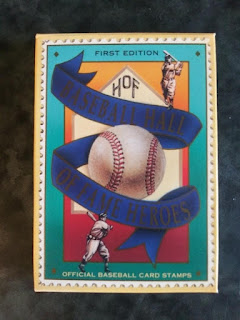 FIRST EDITION
HOF
BASEBALL HALL
OF FAME HEROES
OFFICIAL BASEBALL CARD STAMPS